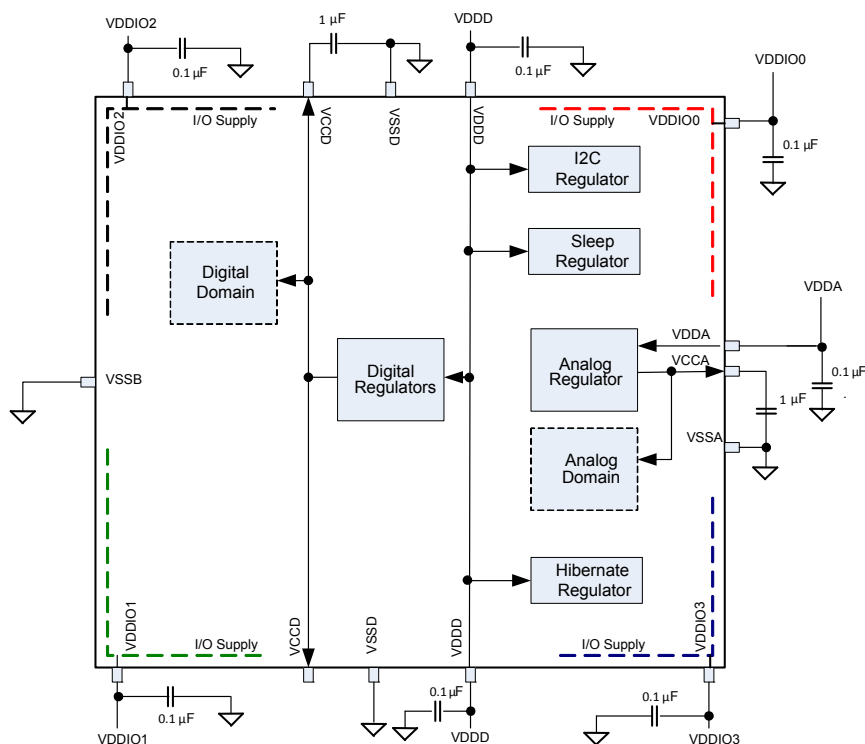 VDDIO2
1 µF
VDDD
0.1 µF
0.1 µF
VDDIO0
0.1 µF
VDDIO2
I/O Supply
VCCD
VSSD
VDDD
I/O Supply
VDDIO0
I2C
Regulator
Sleep
Regulator
Digital
Domain
VDDA
VDDA
Digital
Regulators
Analog
Regulator
VCCA
0.1 µF
VSSB
1 µF
VSSA
Analog
Domain
Hibernate
Regulator
VDDIO1
I/O Supply
VCCD
VSSD
VDDD
I/O Supply
VDDIO3
0.1 µF
0.1 µF
0.1 µF
VDDIO1
VDDD
VDDIO3